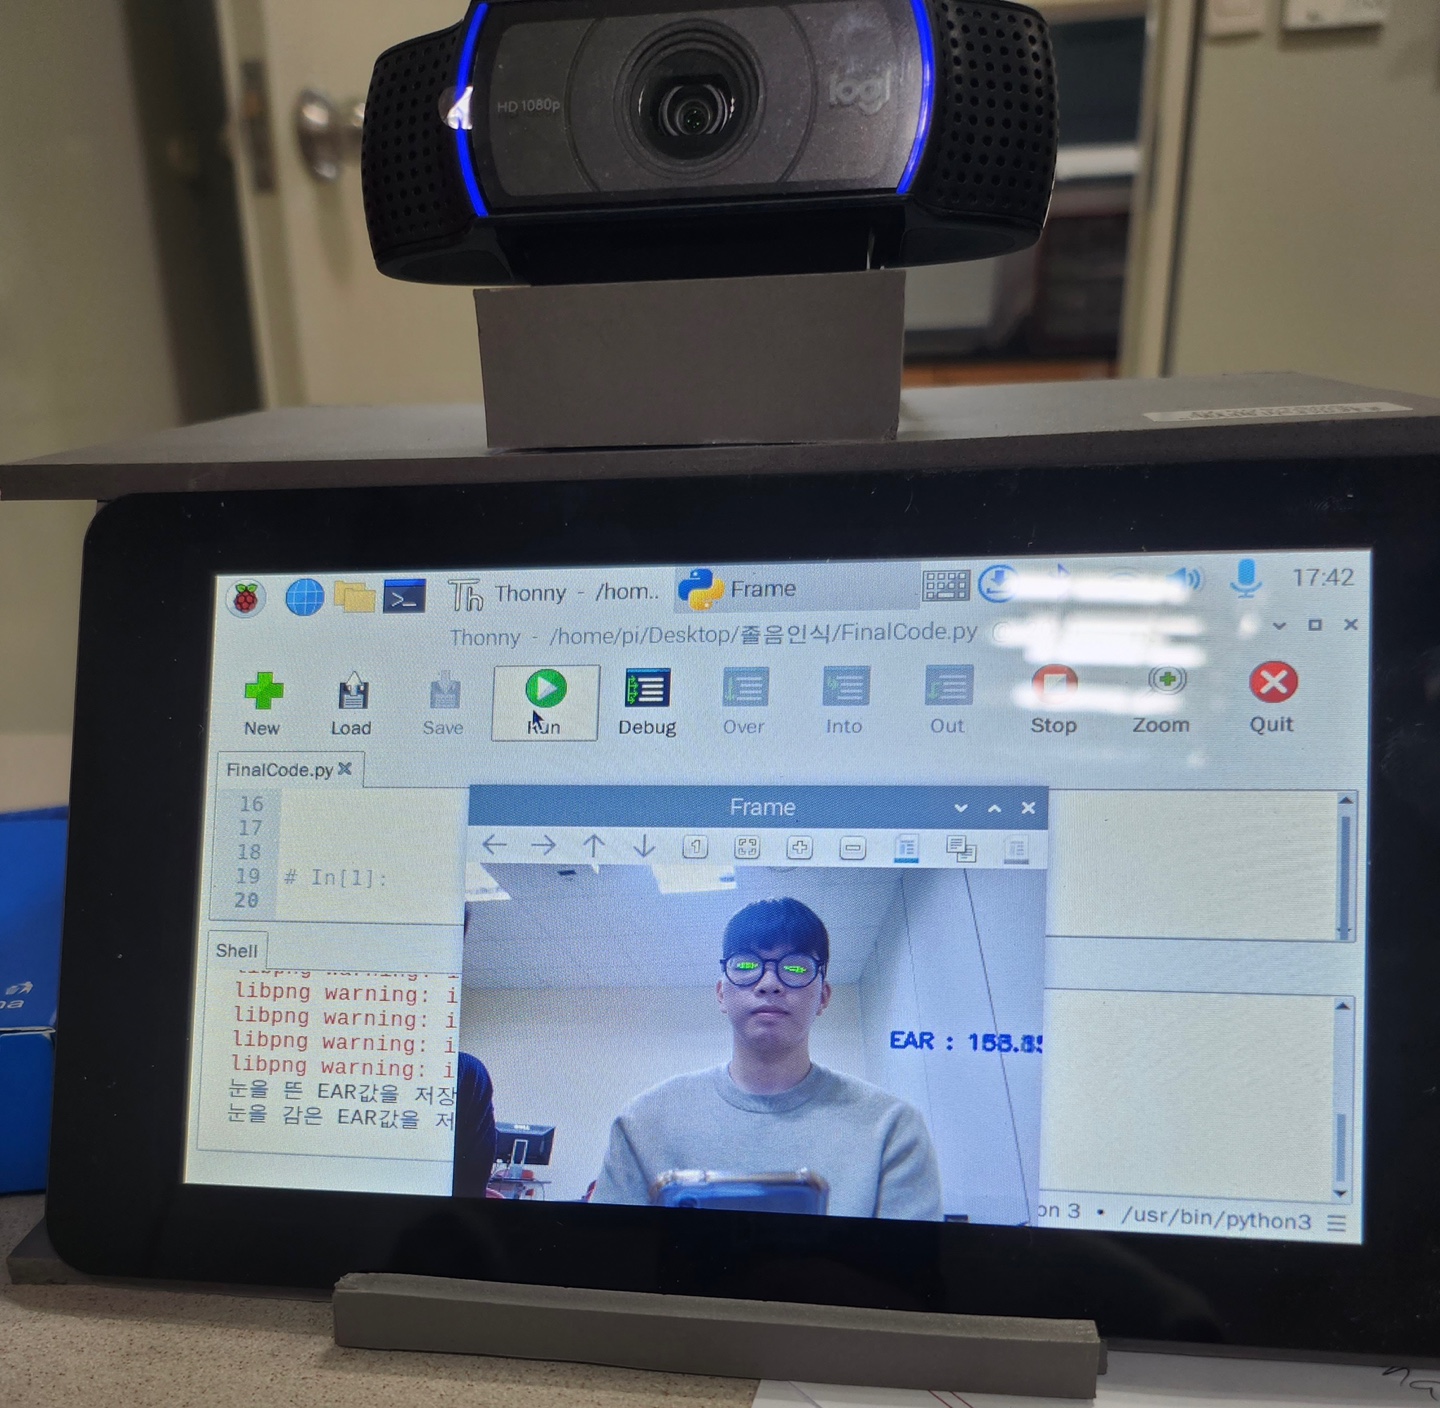 HD 1080p
logi
Thonny - /hom..
Frame
17:42
Thonny - /home/pi/Desktop/졸음인식/FinalCode.py
New
Load
Save
Run
Debug
Over
Into
Out
Stop
Zoom
Quit
FinalCode.py
16
17
18
19 # In[1]:
20
Frame
Shell
libpng warning: i
libpng warning: i
libpng warning: i
libpng warning: i
libpng warning: i
눈을 뜬 EAR값을 저장
눈을 감은 EAR값을 저
EAR :
DELL
on 3 • /usr/bin/python3